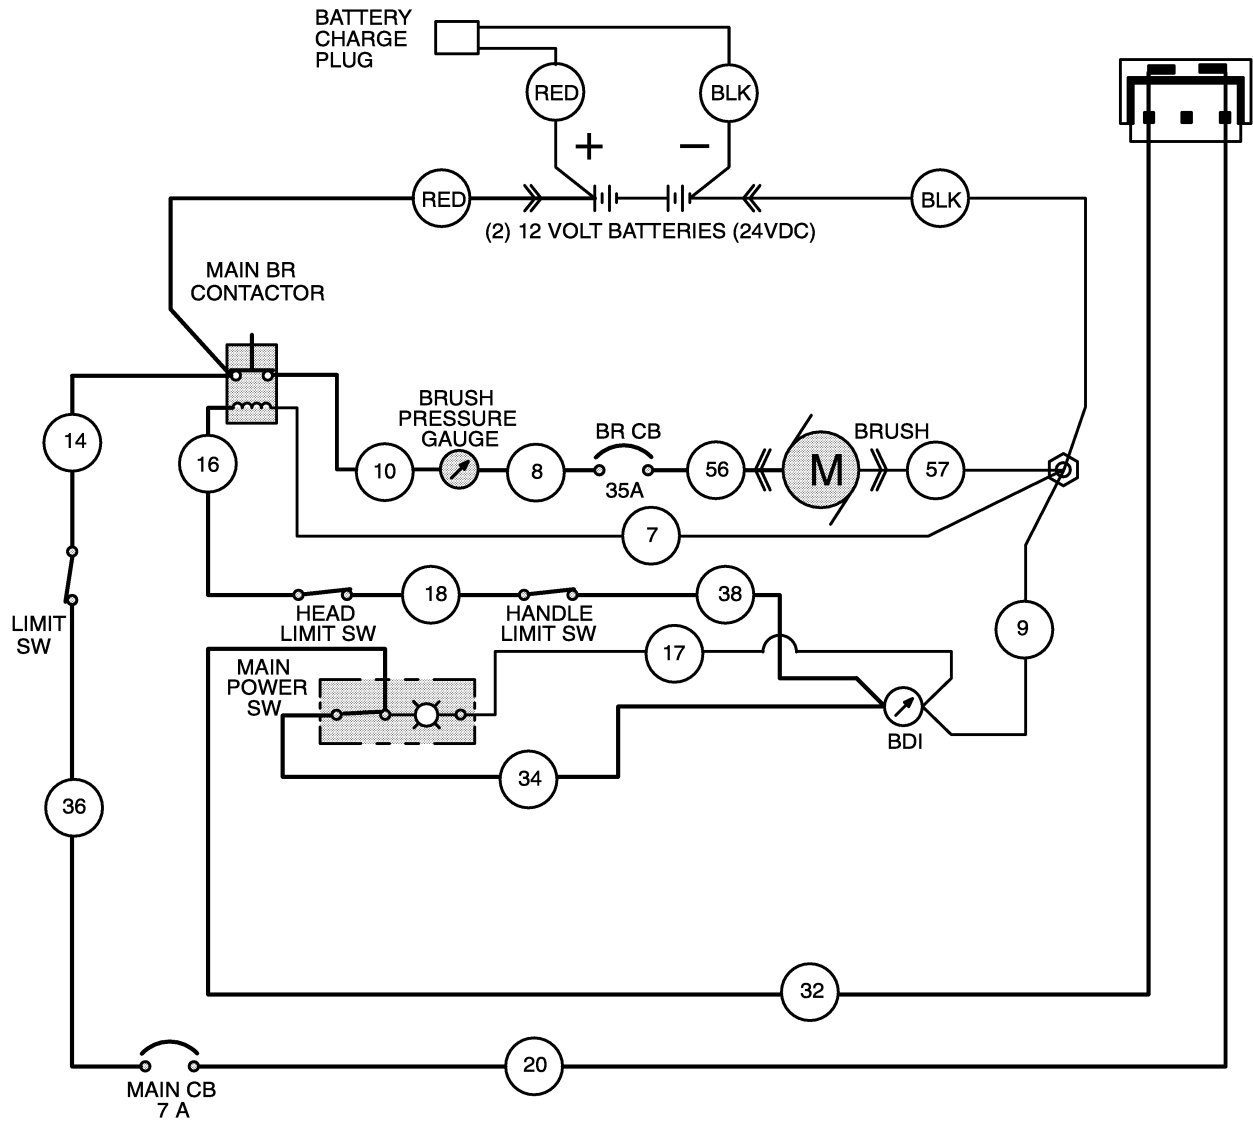 BATTERY
CHARGE
PLUG
RED
BLK
+
−
RED
BLK
(2) 12 VOLT BATTERIES (24VDC)
MAIN BR
CONTACTOR
BRUSH
PRESSURE
GAUGE
BR CB
35A
BRUSH
M
14
16
10
8
56
57
7
18
38
HEAD
LIMIT SW
HANDLE
LIMIT SW
LIMIT
SW
9
17
MAIN
POWER
SW
BDI
34
36
32
20
MAIN CB
7 A